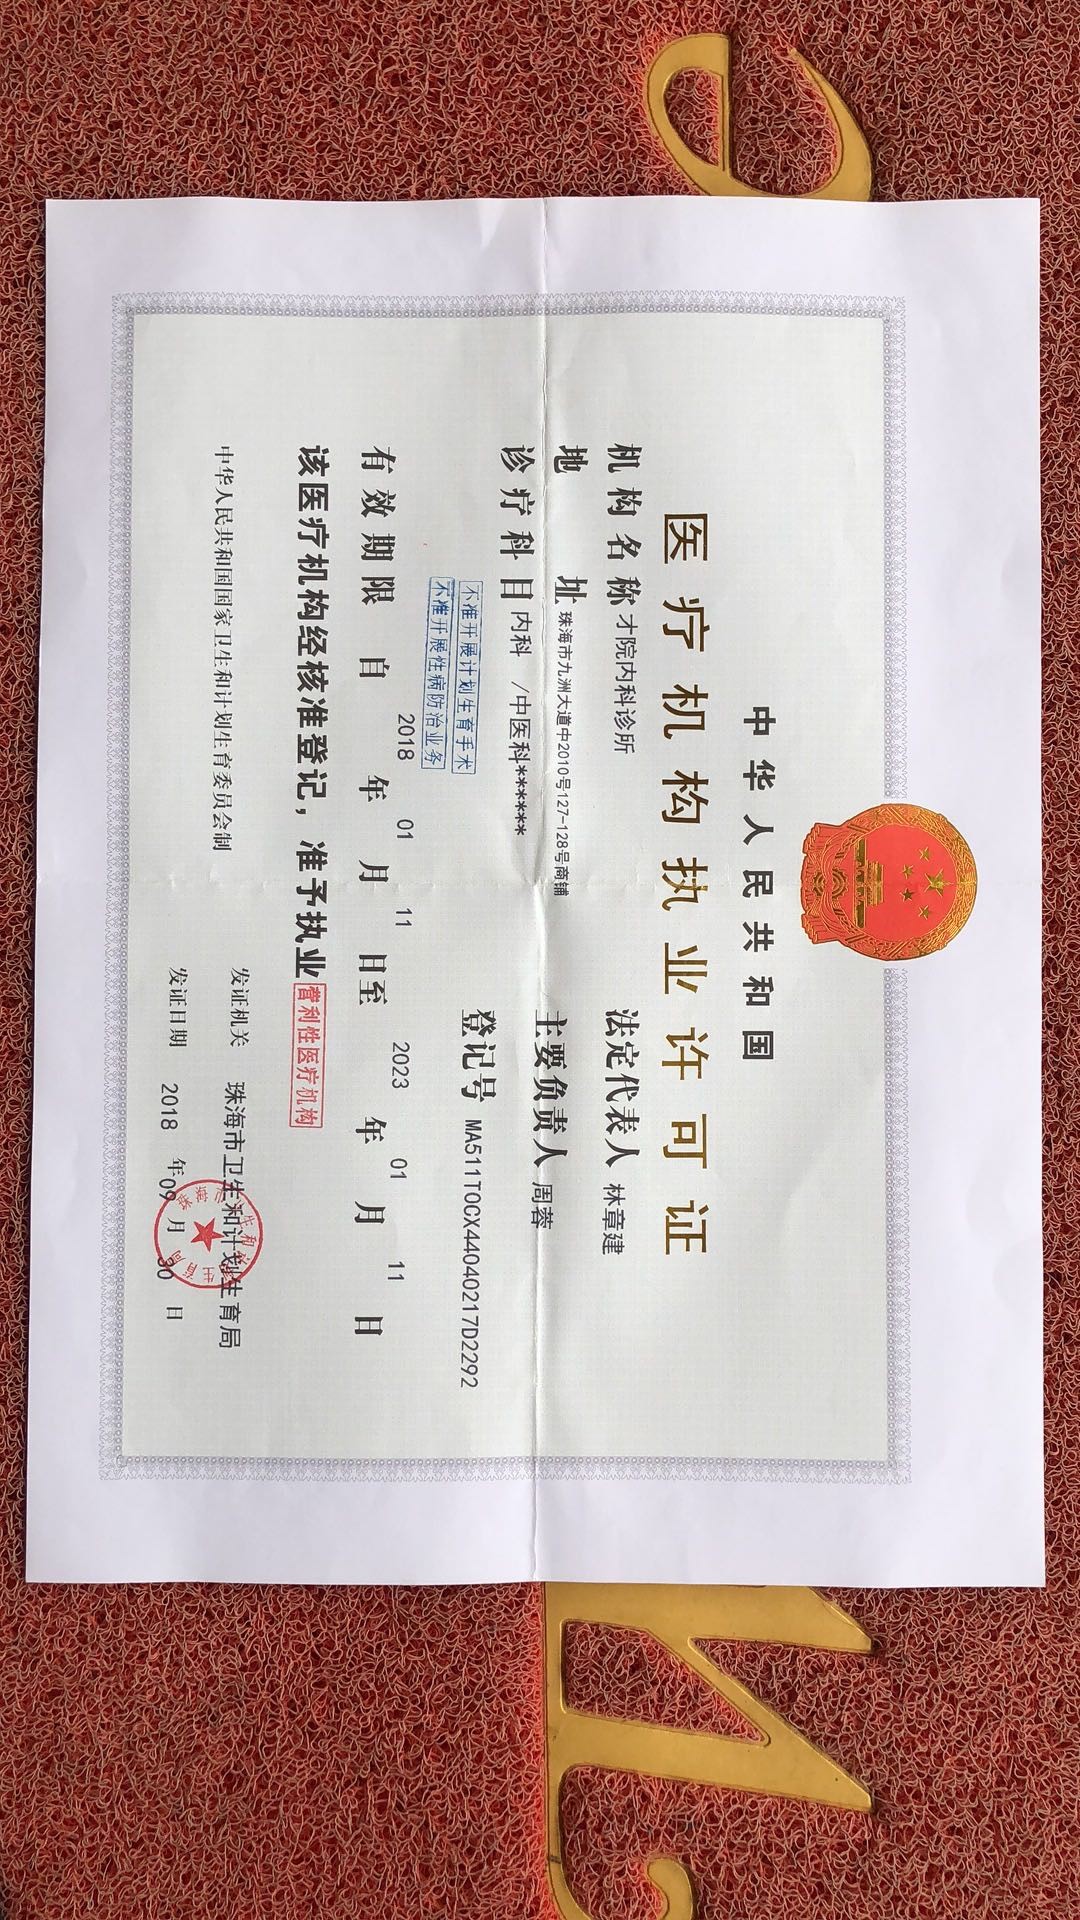 中华人民共和国
医疗机构执业许可证
机构名称 才院内科诊所
法定代表人 林章建
地址 珠海市九洲大道中2010号127-128号商铺
主要负责人 周蓉
诊疗科目 内科 /中医科******
登记号 MA511TOCX44040217D2292
不准开展计划生育手术
不准开展性病防治业务
有效期限 自 2018 年 01 月 11 日至 2023 年 01 月 11 日
该医疗机构经核准登记，准予执业
营利性医疗机构
中华人民共和国国家卫生和计划生育委员会制
发证机关 珠海市卫生和计划生育局
发证日期 2018 年 09 月 30 日